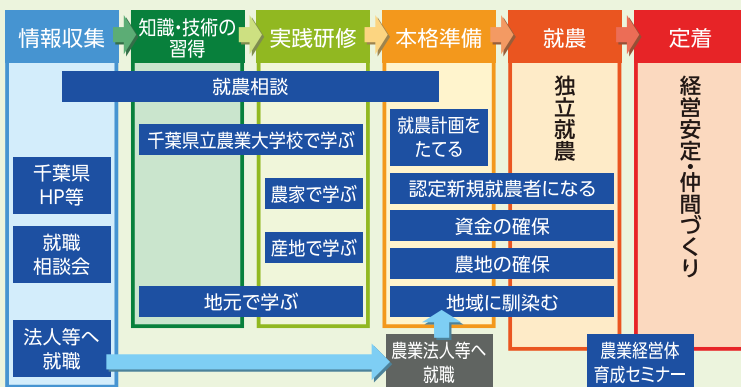 情報収集
知識・技術の
習得
実践研修
本格準備
就農
定着
就農相談
千葉県立農業大学校で学ぶ
就農計画を
たてる
独立就農
経営安定・仲間づくり
千葉県
HP等
農家で学ぶ
認定新規就農者になる
資金の確保
就職
相談会
産地で学ぶ
農地の確保
地元で学ぶ
地域に馴染む
法人等へ
就職
農業法人等へ
就職
農業経営体
育成セミナー